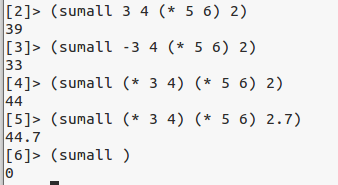 [2]> (sumall 3 4 (* 5 6) 2)
39
[3]> (sumall -3 4 (* 5 6) 2)
33
[4]> (sumall (* 3 4) (* 5 6) 2)
44
[5]> (sumall (* 3 4) (* 5 6) 2.7)
44.7
[6]> (sumall )
0